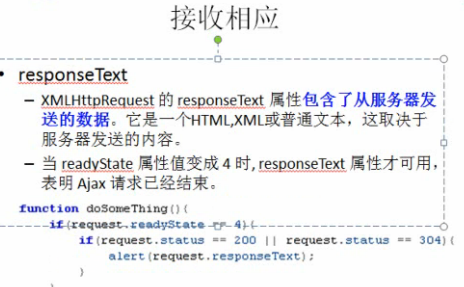 接收相应
• responseText
– XMLHttpRequest 的 responseText 属性包含了从服务器发
送的数据。它是一个HTML,XML或普通文本，这取决于
服务器发送的内容。
– 当 readyState 属性值变成 4 时, responseText 属性才可用，
表明 Ajax 请求已经结束。
function doSomeThing(){
if(request.readyState == 4){
if(request.status == 200 || request.status == 304){
alert(request.responseText);
}
}